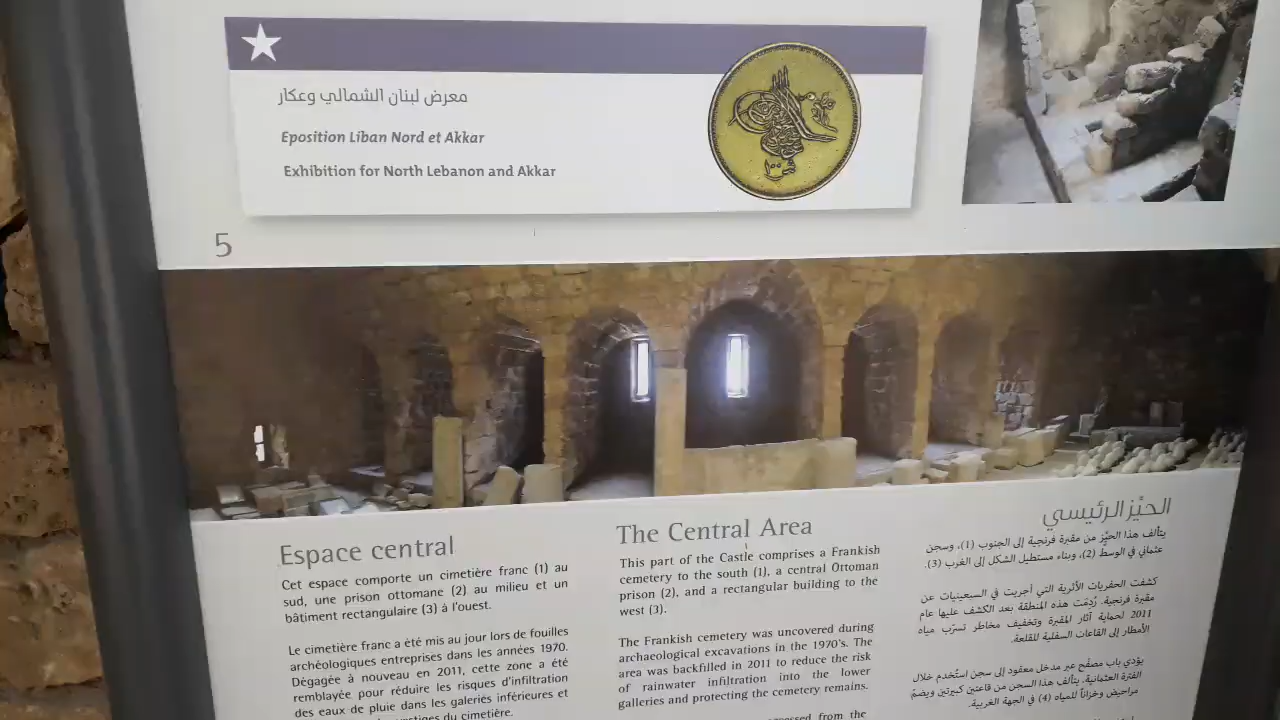 معرض لبنان الشمالي وعكار
Eposition Liban Nord et Akkar
Exhibition for North Lebanon and Akkar
5
Espace central
Cet espace comporte un cimetière franc (1) au
sud, une prison ottomane (2) au milieu et un
bâtiment rectangulaire (3) à l'ouest.
Le cimetière franc a été mis au jour lors de fouilles
archéologiques entreprises dans les années 1970.
Dégagée à nouveau en 2011, cette zone a été
remblayée pour réduire les risques d'infiltration
des eaux de pluie dans les galeries inférieures et
du cimetière.
The Central Area
This part of the Castle comprises a Frankish
cemetery to the south (1), a central Ottoman
prison (2), and a rectangular building to the
west (3).
The Frankish cemetery was uncovered during
archaeological excavations in the 1970's. The
area was backfilled in 2011 to reduce the risk
of rainwater infiltration into the lower
galleries and protecting the cemetery remains.
from the
الحيّز الرئيسي
يتألف هذا الحيّز من مقبرة فرنجية إلى الجنوب (1)، وسجن
عثماني في الوسط (2)، وبناء مستطيل الشكل إلى الغرب (3).
كشفت الحفريات الأثرية التي أجريت في السبعينيات عن
مقبرة فرنجية. رُدِمَت هذه المنطقة بعد الكشف عليها عام
2011 لحماية آثار المقبرة وتخفيف مخاطر تسرّب مياه
الأمطار إلى القاعات السفلية للقلعة.
يؤدي باب مصفّح عبر مدخل معقود إلى سجن استُخدم خلال
الفترة العثمانية. يتألف هذا السجن من قاعتين كبيرتين ويضمّ
مراحيض وخزاناً للمياه (4) في الجهة الغربية.